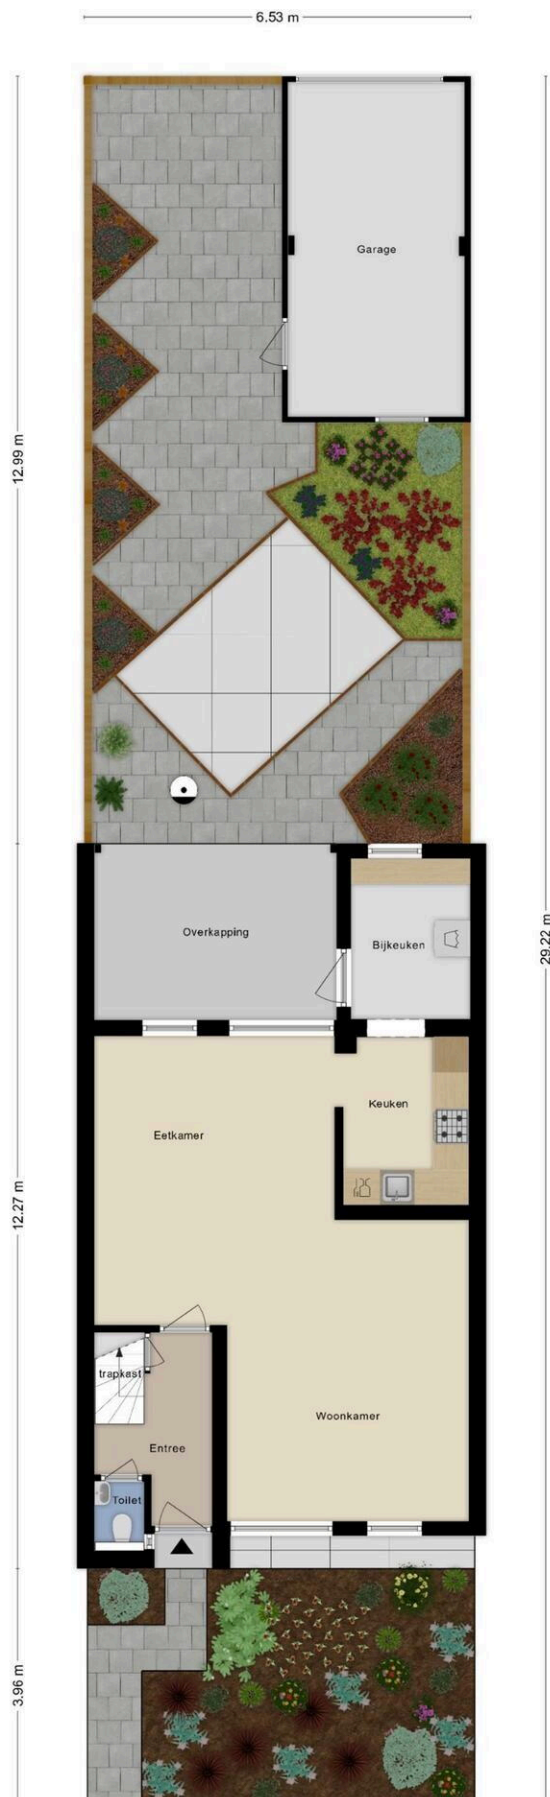 6.53 m
Garage
12.99 m
29.22 m
Overkapping
Bijkeuken
Keuken
Eetkamer
12.27 m
trapkast
Woonkamer
Entree
Toilet
3.96 m